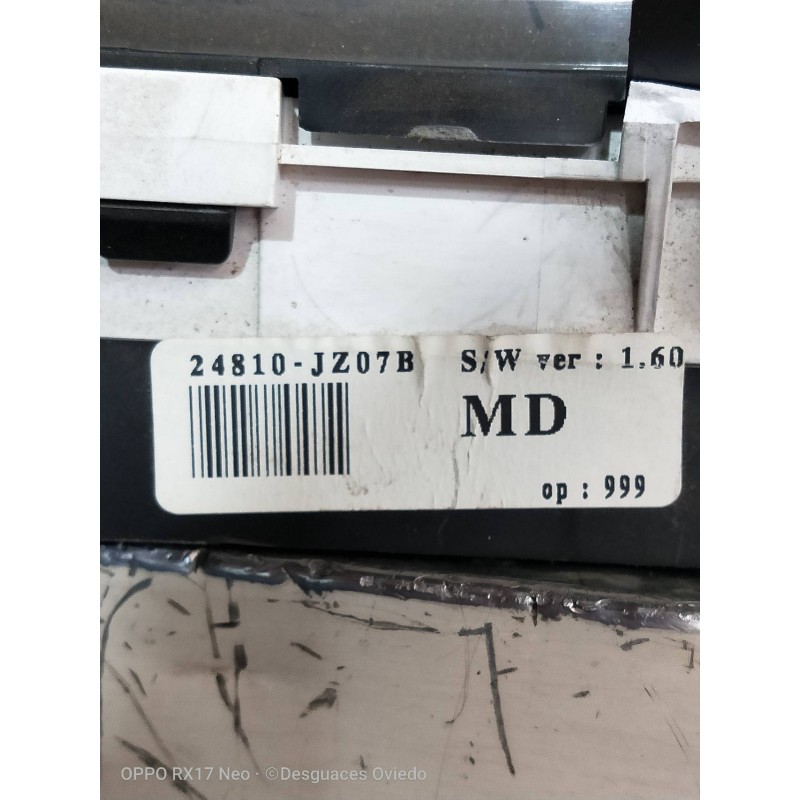 24810-JZ07B S/W ver : 1.60
MD
op : 999
OPPO RX17 Neo · ©Desguaces Oviedo